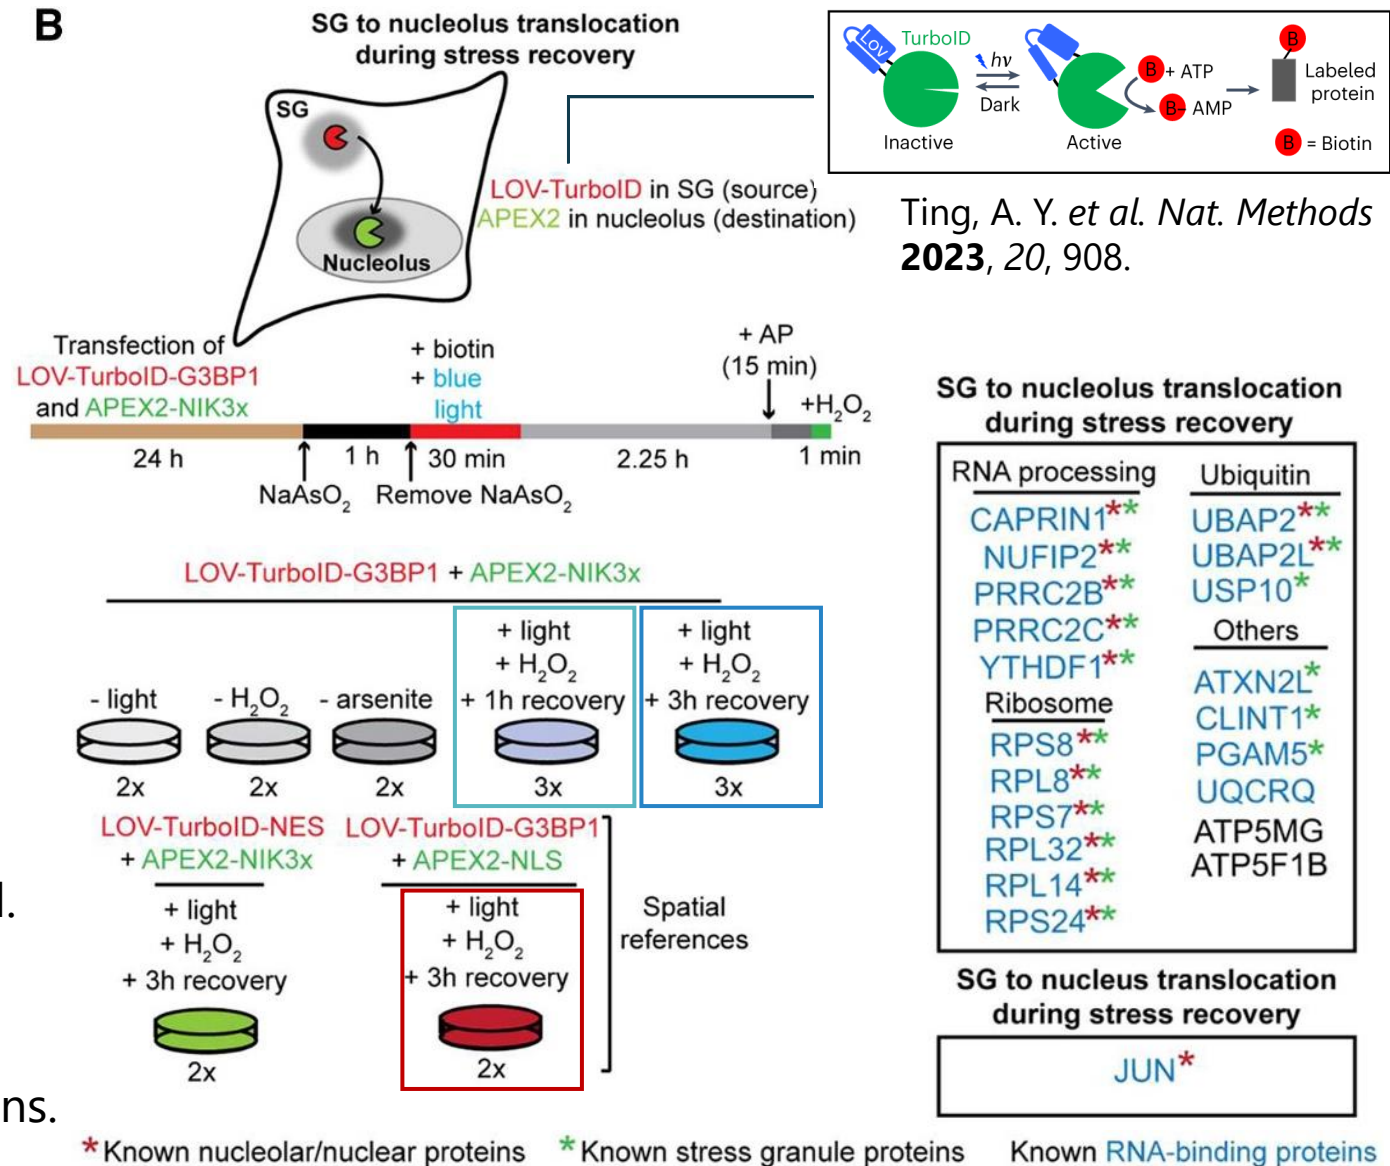 B
SG to nucleolus translocation
during stress recovery
SG
Nucleolus
LOV-TurboID in SG (source)
APEX2 in nucleolus (destination)
LOV
TurboID
hν
Dark
Inactive
Active
B + ATP
B– AMP
B
Labeled
protein
B = Biotin
Ting, A. Y. et al. Nat. Methods
2023, 20, 908.
Transfection of
LOV-TurboID-G3BP1
and APEX2-NIK3x
+ biotin
+ blue
light
+ AP
(15 min)
+H₂O₂
24 h
1 h
30 min
2.25 h
1 min
NaAsO₂
Remove NaAsO₂
LOV-TurboID-G3BP1 + APEX2-NIK3x
- light
2x
- H₂O₂
2x
- arsenite
2x
+ light
+ H₂O₂
+ 1h recovery
3x
+ light
+ H₂O₂
+ 3h recovery
3x
LOV-TurboID-NES
+ APEX2-NIK3x
+ light
+ H₂O₂
+ 3h recovery
2x
LOV-TurboID-G3BP1
+ APEX2-NLS
+ light
+ H₂O₂
+ 3h recovery
2x
Spatial
references
l.
ns.
SG to nucleolus translocation
during stress recovery
RNA processing
CAPRIN1**
NUFIP2**
PRRC2B**
PRRC2C**
YTHDF1**
Ribosome
RPS8**
RPL8**
RPS7**
RPL32**
RPL14**
RPS24**
Ubiquitin
UBAP2**
UBAP2L**
USP10*
Others
ATXN2L*
CLINT1*
PGAM5*
UQCRQ
ATP5MG
ATP5F1B
SG to nucleus translocation
during stress recovery
JUN*
*Known nucleolar/nuclear proteins *Known stress granule proteins Known RNA-binding proteins